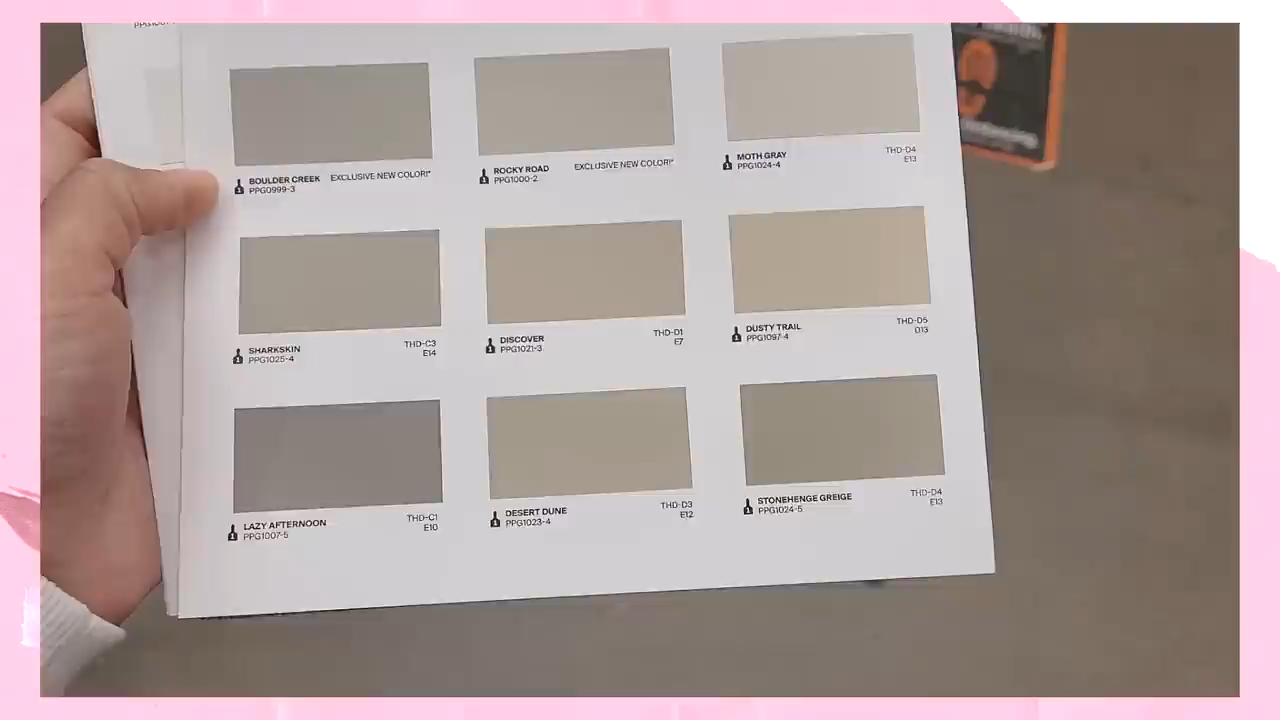 BOULDER CREEK EXCLUSIVE NEW COLOR!*
PPG0999-3
ROCKY ROAD EXCLUSIVE NEW COLOR!*
PPG1000-2
MOTH GRAY THD-D4
PPG1024-4 E13
SHARKSKIN THD-C3
PPG1025-4 E14
DISCOVER THD-D1
PPG1021-3 E7
DUSTY TRAIL THD-D5
PPG1097-4 D13
LAZY AFTERNOON THD-C1
PPG1007-5 E10
DESERT DUNE THD-D3
PPG1023-4 E12
STONEHENGE GREIGE THD-D4
PPG1024-5 E13